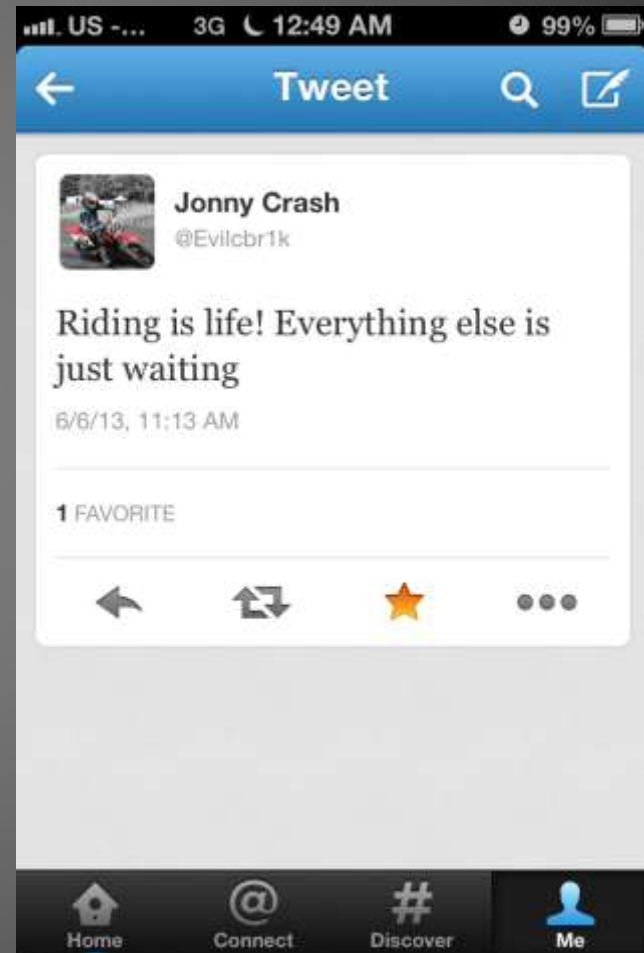 US -... 3G 12:49 AM 99%
Tweet
Jonny Crash
@Evilcbr1k
Riding is life! Everything else is
just waiting
6/6/13, 11:13 AM
1 FAVORITE
Home Connect Discover Me